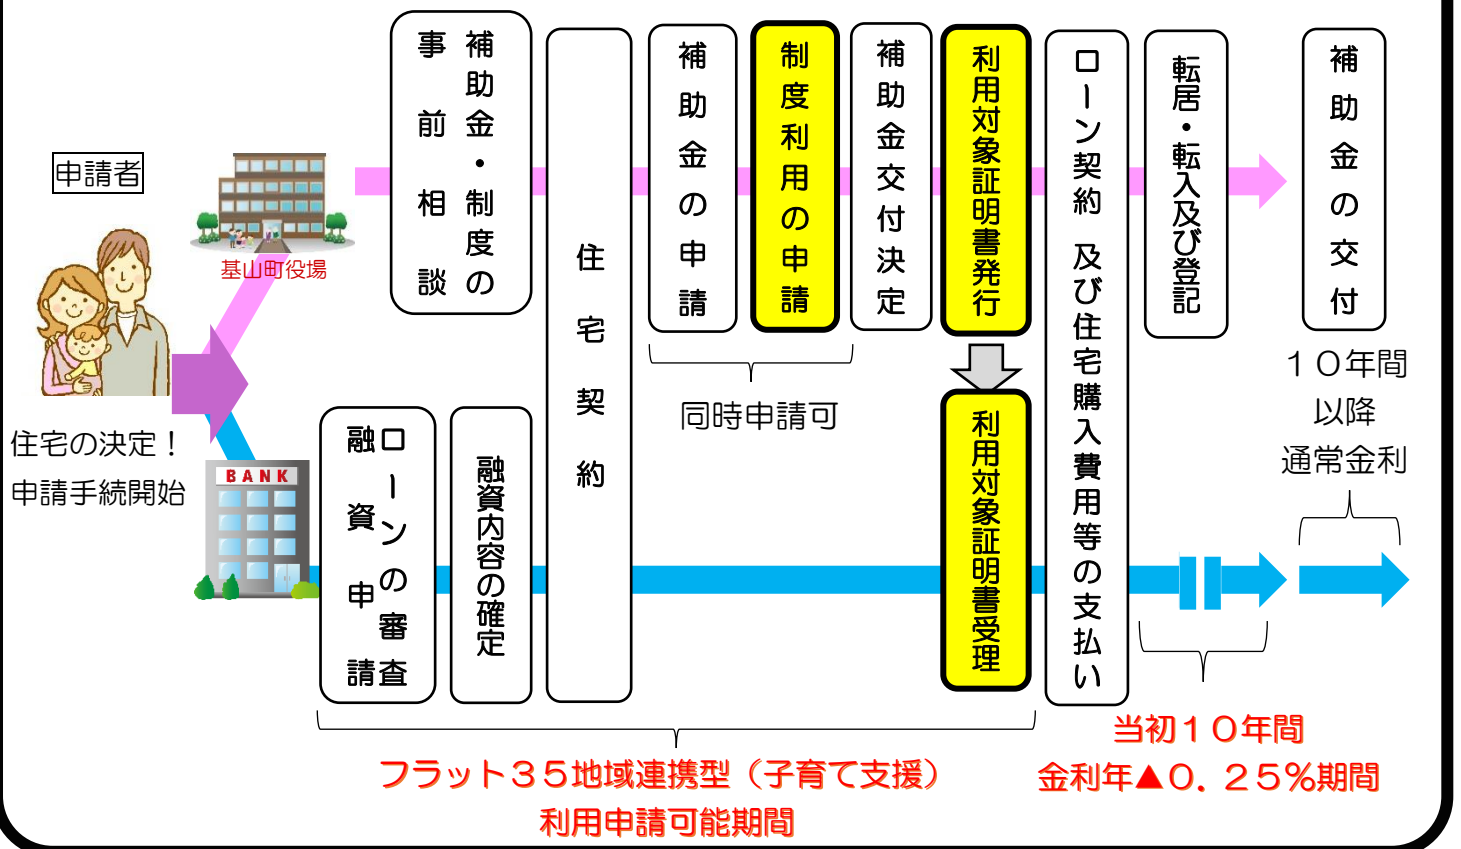 申請者
基山町役場
住宅の決定！
申請手続開始
BANK
補助金・制度の
事前相談
ローンの審査
融資申請
融資内容の確定
住宅契約
補助金の申請
制度利用の申請
同時申請可
補助金交付決定
利用対象証明書発行
利用対象証明書受理
ローン契約 及び住宅購入費用等の支払い
転居・転入及び登記
補助金の交付
１０年間
以降
通常金利
フラット３５地域連携型（子育て支援）
利用申請可能期間
当初１０年間
金利年▲０．２５％期間